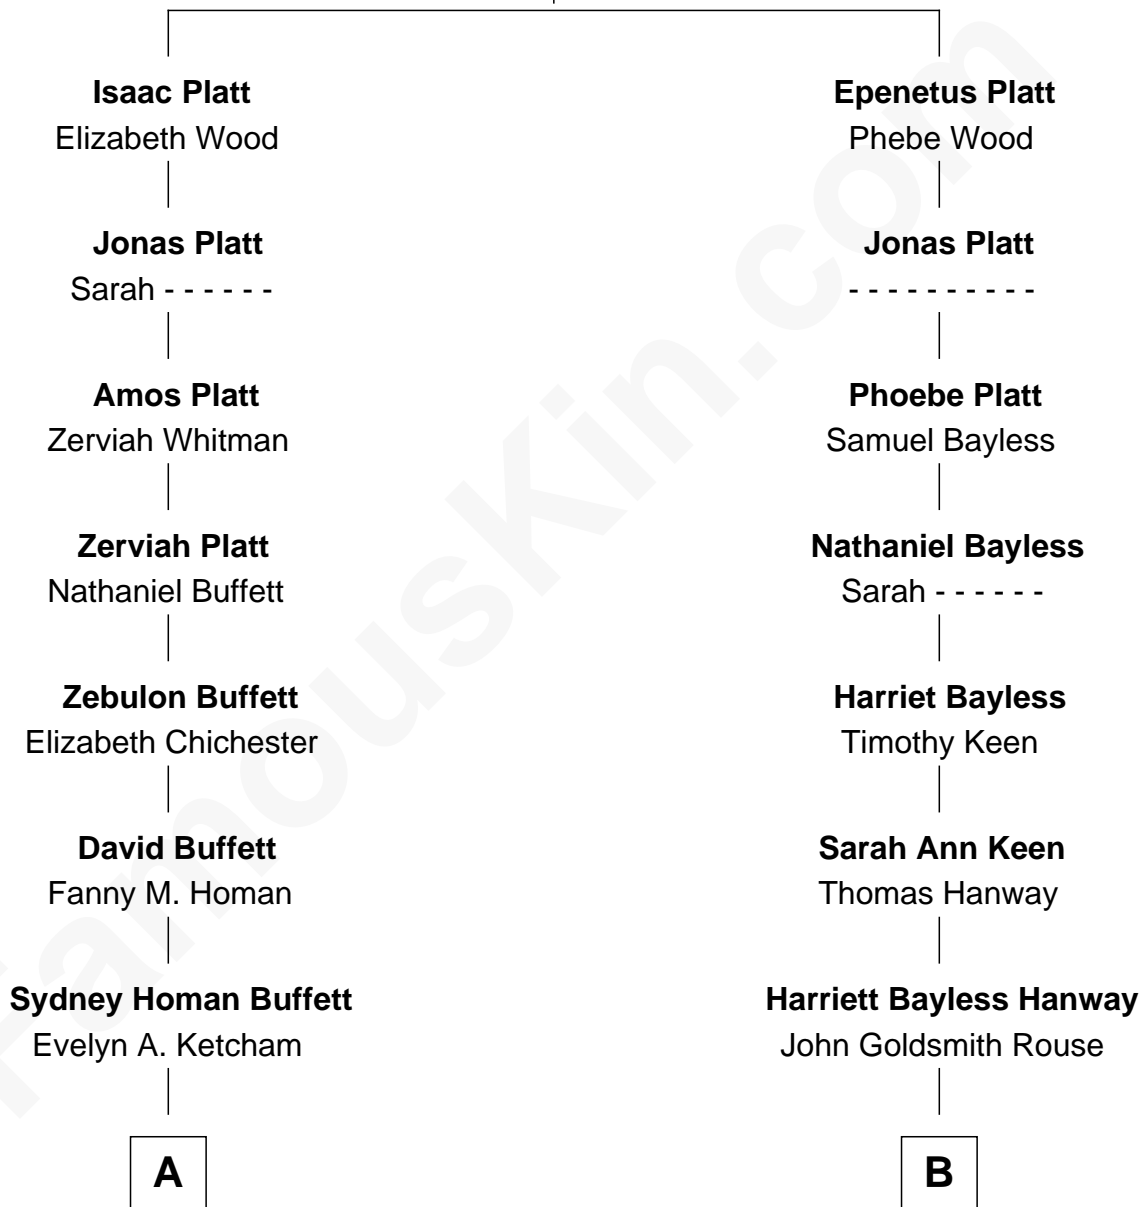 Isaac Platt
Elizabeth Wood
Jonas Platt
Sarah - - - - - -
Amos Platt
Zerviah Whitman
Zerviah Platt
Nathaniel Buffett
Zebulon Buffett
Elizabeth Chichester
David Buffett
Fanny M. Homan
Sydney Homan Buffett
Evelyn A. Ketcham
A
Epenetus Platt
Phebe Wood
Jonas Platt
- - - - - - - - - -
Phoebe Platt
Samuel Bayless
Nathaniel Bayless
Sarah - - - - - -
Harriet Bayless
Timothy Keen
Sarah Ann Keen
Thomas Hanway
Harriett Bayless Hanway
John Goldsmith Rouse
B
FamousKin.com